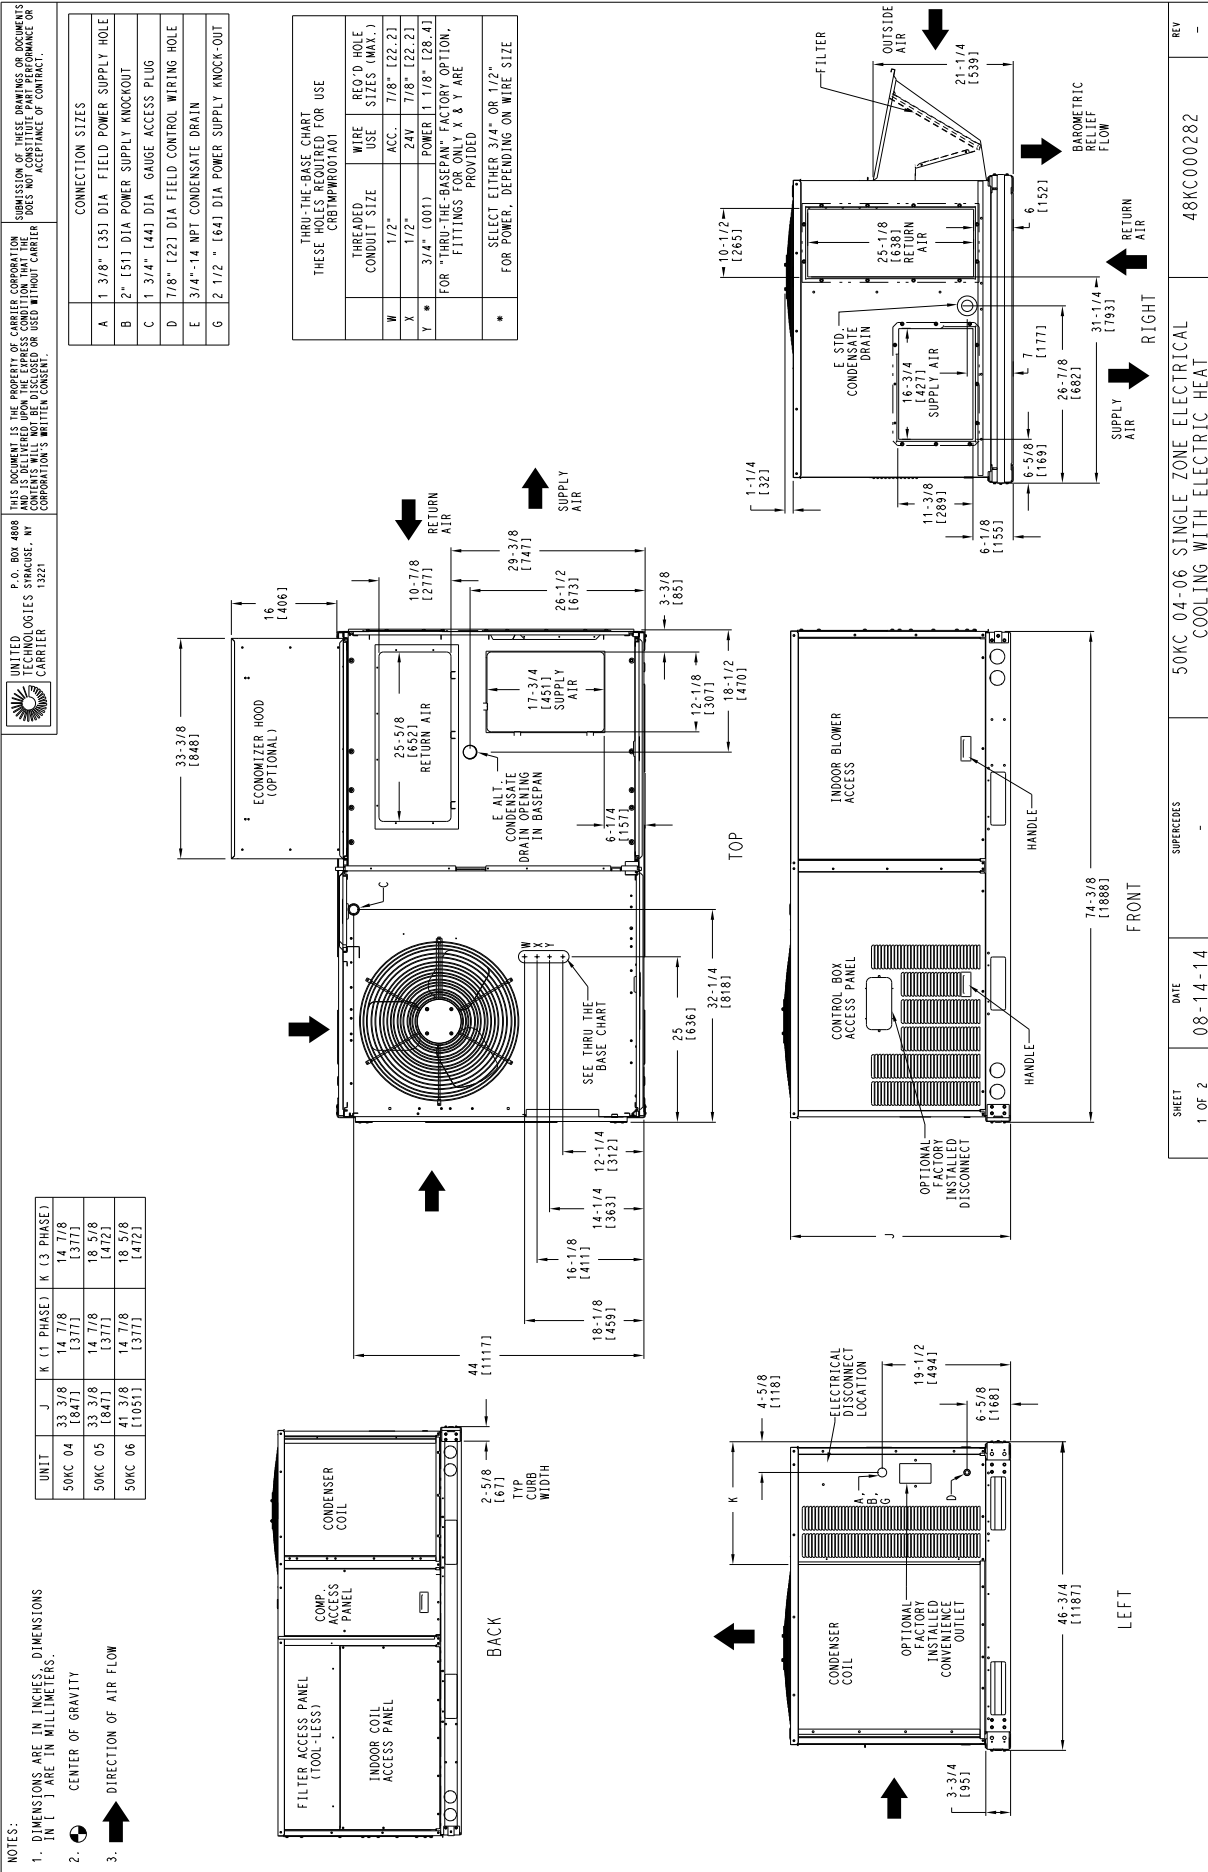 NOTES:
1. DIMENSIONS ARE IN INCHES, DIMENSIONS
IN [ ] ARE IN MILLIMETERS.
2. CENTER OF GRAVITY
3. DIRECTION OF AIR FLOW
UNIT J K (1 PHASE) K (3 PHASE)
50KC 04 33 3/8 [847] 14 7/8 [377] 14 7/8 [377]
50KC 05 33 3/8 [847] 14 7/8 [377] 18 5/8 [472]
50KC 06 41 3/8 [1051] 14 7/8 [377] 18 5/8 [472]
UNITED
TECHNOLOGIES
CARRIER
P.O. BOX 4808
SYRACUSE, NY
13221
THIS DOCUMENT IS THE PROPERTY OF CARRIER CORPORATION
AND IS DELIVERED UPON THE EXPRESS CONDITION THAT THE
CONTENTS WILL NOT BE DISCLOSED OR USED WITHOUT CARRIER
CORPORATION'S WRITTEN CONSENT.
SUBMISSION OF THESE DRAWINGS OR DOCUMENTS
DOES NOT CONSTITUTE PART PERFORMANCE OR
ACCEPTANCE OF CONTRACT.
CONNECTION SIZES
A 1 3/8" [35] DIA FIELD POWER SUPPLY HOLE
B 2" [51] DIA POWER SUPPLY KNOCKOUT
C 1 3/4" [44] DIA GAUGE ACCESS PLUG
D 7/8" [22] DIA FIELD CONTROL WIRING HOLE
E 3/4"-14 NPT CONDENSATE DRAIN
G 2 1/2 " [64] DIA POWER SUPPLY KNOCK-OUT
THRU-THE-BASE CHART
THESE HOLES REQUIRED FOR USE
CRBTMPWR001A01
THREADED CONDUIT SIZE WIRE USE REQ'D HOLE SIZES (MAX.)
W 1/2" ACC. 7/8" [22.2]
X 1/2" 24V 7/8" [22.2]
Y * 3/4" (001) POWER 1 1/8" [28.4]
FOR "THRU-THE-BASEPAN" FACTORY OPTION,
FITTINGS FOR ONLY X & Y ARE
PROVIDED
* SELECT EITHER 3/4" OR 1/2"
FOR POWER, DEPENDING ON WIRE SIZE
FILTER ACCESS PANEL
(TOOL-LESS)
INDOOR COIL
ACCESS PANEL
COMP.
ACCESS
PANEL
CONDENSER
COIL
2-5/8
[67]
TYP
CURB
WIDTH
BACK
33-3/8
[848]
16
[406]
ECONOMIZER HOOD
(OPTIONAL)
C
25-5/8
[652]
RETURN AIR
17-3/4
[451]
SUPPLY
AIR
E ALT.
CONDENSATE
DRAIN OPENING
IN BASEPAN
10-7/8
[277]
RETURN
AIR
SUPPLY
AIR
29-3/8
[747]
26-1/2
[673]
3-3/8
[85]
12-1/8
[307]
18-1/2
[470]
6-1/4
[157]
W
X
Y
SEE THRU THE
BASE CHART
25
[636]
32-1/4
[818]
12-1/4
[312]
14-1/4
[363]
16-1/8
[411]
18-1/8
[459]
44
[1117]
TOP
CONDENSER
COIL
OPTIONAL
FACTORY
INSTALLED
CONVENIENCE
OUTLET
K
A,
B,
G
D
ELECTRICAL
DISCONNECT
LOCATION
4-5/8
[118]
19-1/2
[494]
6-5/8
[168]
46-3/4
[1187]
3-3/4
[95]
LEFT
J
OPTIONAL
FACTORY
INSTALLED
DISCONNECT
CONTROL BOX
ACCESS PANEL
INDOOR BLOWER
ACCESS
HANDLE
HANDLE
74-3/8
[1888]
FRONT
1-1/4
[32]
10-1/2
[265]
25-1/8
[638]
RETURN
AIR
E STD.
CONDENSATE
DRAIN
16-3/4
[427]
SUPPLY AIR
11-3/8
[289]
6-1/8
[155]
6-5/8
[169]
7
[177]
26-7/8
[682]
31-1/4
[793]
6
[152]
FILTER
OUTSIDE
AIR
21-1/4
[539]
BAROMETRIC
RELIEF
FLOW
SUPPLY
AIR
RETURN
AIR
RIGHT
SHEET
1 OF 2
DATE
08-14-14
SUPERCEDES
-
50KC 04-06 SINGLE ZONE ELECTRICAL
COOLING WITH ELECTRIC HEAT
48KC000282
REV
-